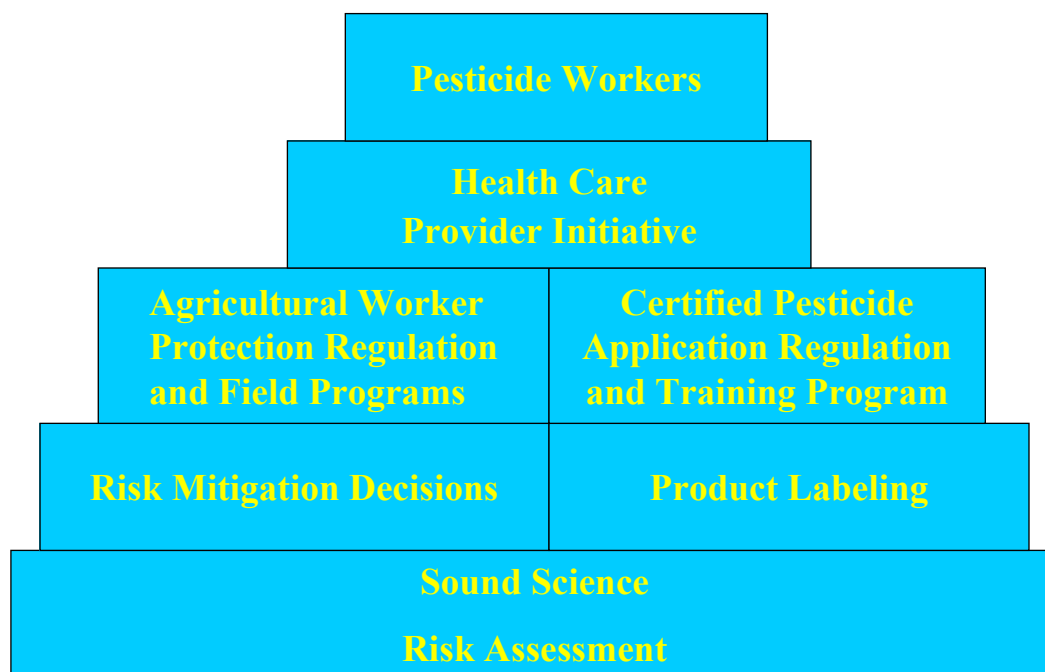 Pesticide Workers
Health Care
Provider Initiative
Agricultural Worker
Protection Regulation
and Field Programs
Certified Pesticide
Application Regulation
and Training Program
Risk Mitigation Decisions
Product Labeling
Sound Science
Risk Assessment